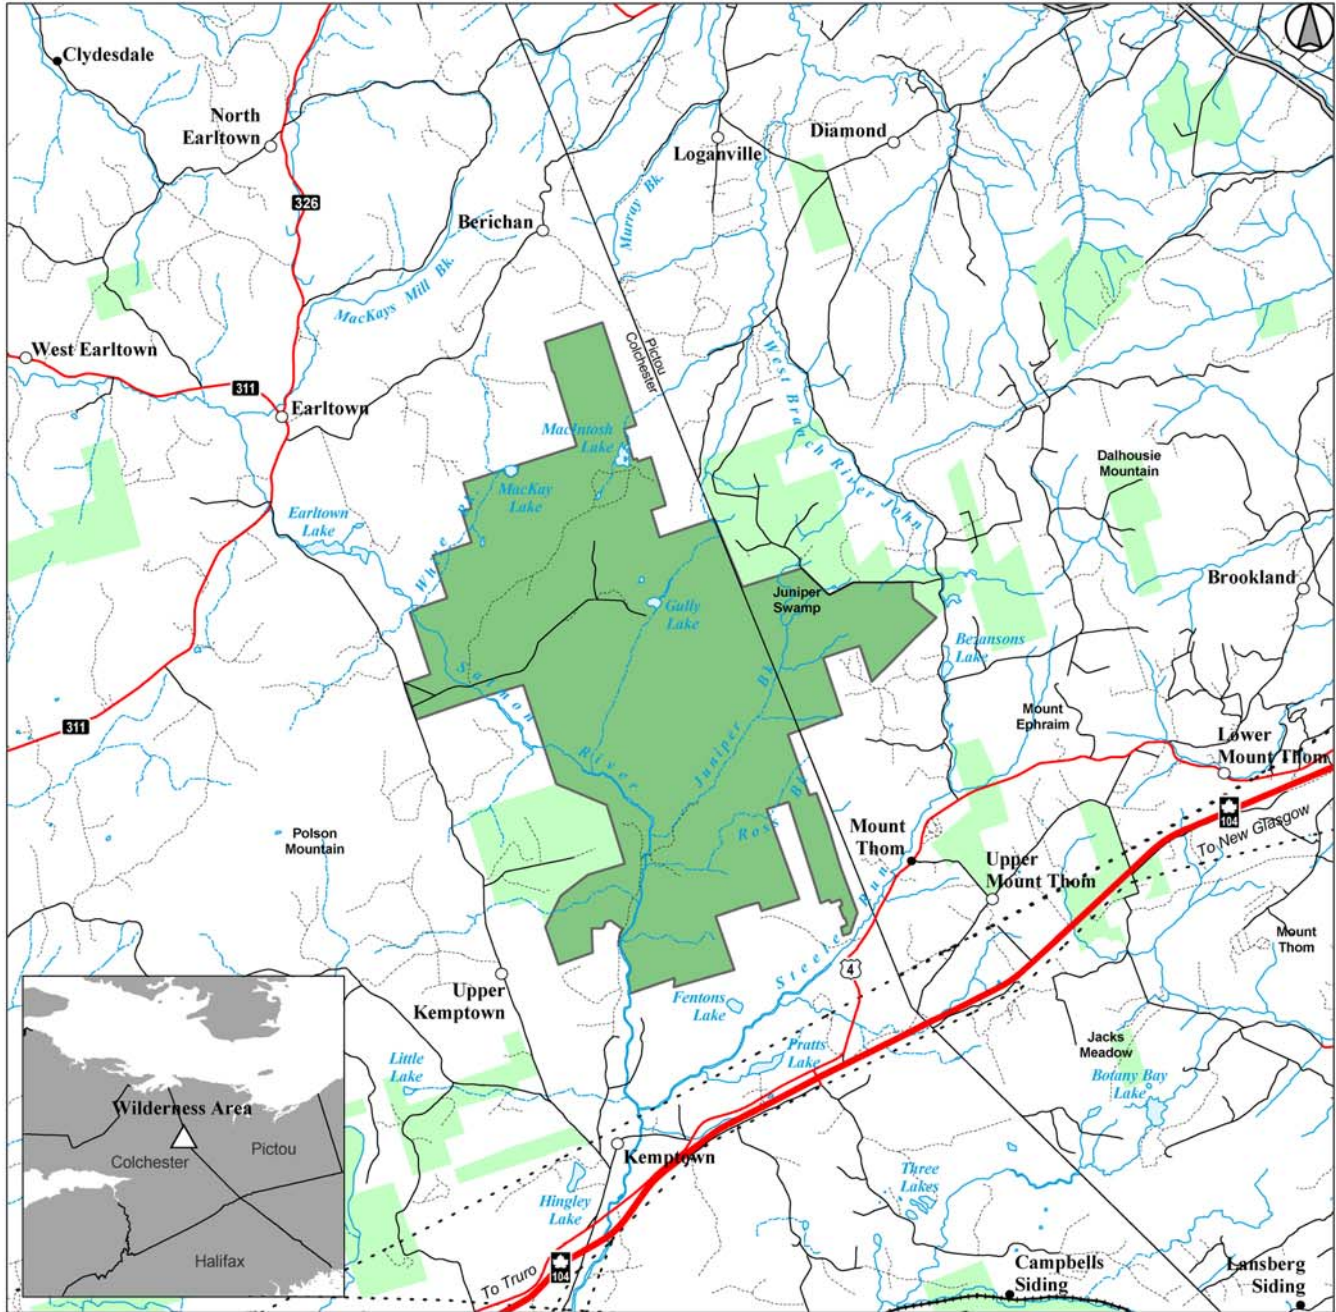 Clydesdale
North
Earltown
326
Berichan
Murray Bk.
Loganville
Diamond
MacKays Mill Bk.
West Earltown
311
Earltown
Pictou
Colchester
West Branch River John
MacIntosh
Lake
MacKay
Lake
Dalhousie
Mountain
Earltown
Lake
White Bk.
Gully
Lake
Juniper
Swamp
Brookland
Bezansons
Lake
Salmon River
311
Mount
Ephraim
Juniper Bk.
Lower
Mount Thom
104
To New Glasgow
Polson
Mountain
Ross Bk.
Mount
Thom
Upper
Mount Thom
Steele Run
Mount
Thom
4
Upper
Kemptown
Fentons
Lake
Pratts
Lake
Jacks
Meadow
Botany Bay
Lake
Little
Lake
Wilderness Area
Colchester
Pictou
Halifax
Kemptown
Hingley
Lake
Three
Lakes
To Truro
104
Campbells
Siding
Lansberg
Siding